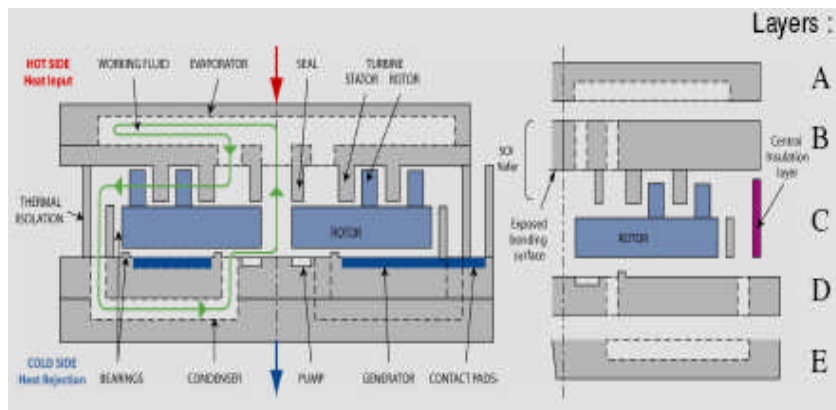 Layers :
HOT SIDE
Heat Input
WORKING FLUID
EVAPORATOR
SEAL
TURBINE
STATOR ROTOR
A
B
SOI
Wafer
Central
Insulation
layer
THERMAL
ISOLATION
Exposed
bonding
surface
ROTOR
ROTOR
C
D
COLD SIDE
Heat Rejection
BEARINGS
CONDENSER
PUMP
GENERATOR
CONTACT PADS
E